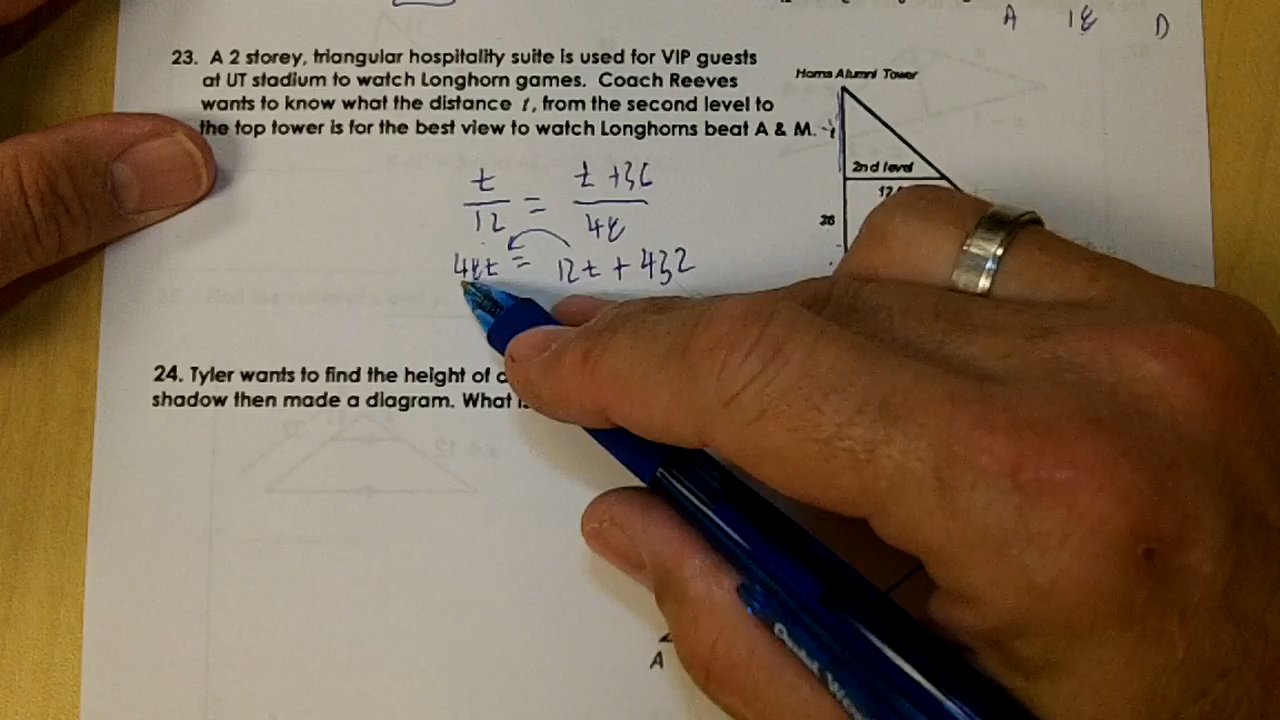 A 18 D
23. A 2 storey, triangular hospitality suite is used for VIP guests
at UT stadium to watch Longhorn games. Coach Reeves
wants to know what the distance t, from the second level to
the top tower is for the best view to watch Longhorns beat A & M.
Horns Alumni Tower
t
2nd level
12
36
t/12 = t + 36/48
48t = 12t + 432
24. Tyler wants to find the height of
shadow then made a diagram. What
A